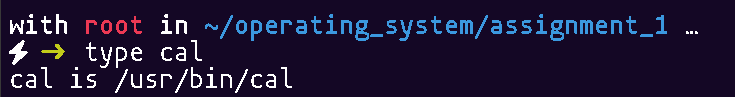 with root in ~/operating_system/assignment_1 …
⚡ → type cal
cal is /usr/bin/cal